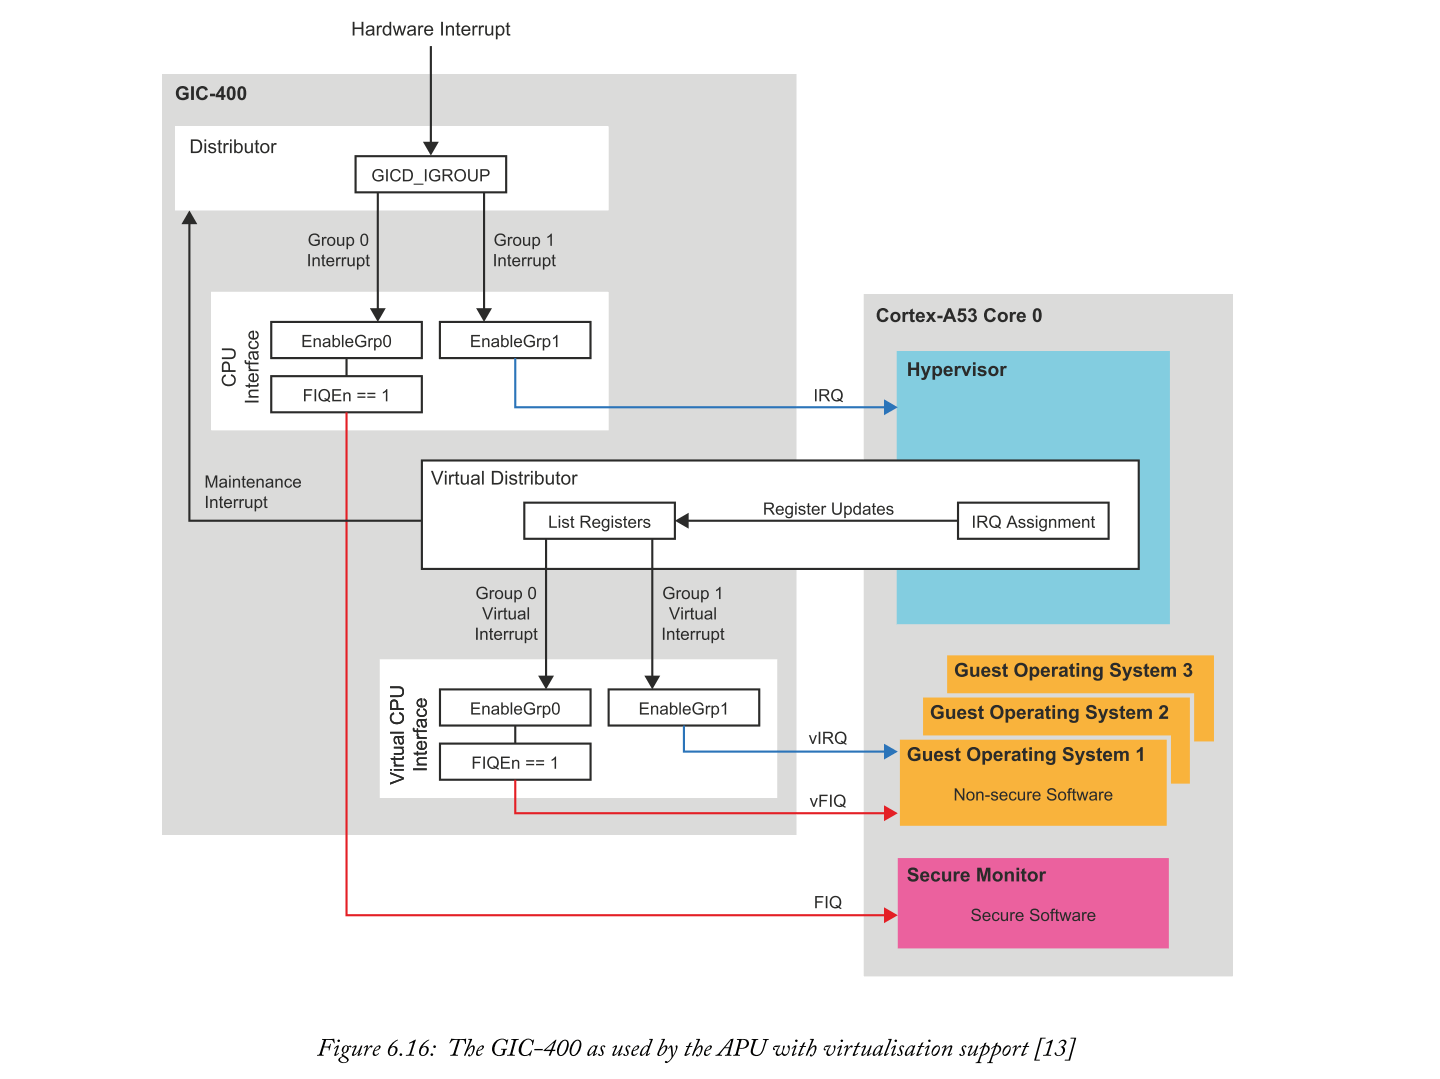 Hardware Interrupt
GIC-400
Distributor
GICD_IGROUP
Group 0
Interrupt
Group 1
Interrupt
CPU
Interface
EnableGrp0
EnableGrp1
FIQEn == 1
IRQ
Cortex-A53 Core 0
Hypervisor
Maintenance
Interrupt
Virtual Distributor
List Registers
Register Updates
IRQ Assignment
Group 0
Virtual
Interrupt
Group 1
Virtual
Interrupt
Virtual CPU
Interface
EnableGrp0
EnableGrp1
FIQEn == 1
vIRQ
vFIQ
Guest Operating System 3
Guest Operating System 2
Guest Operating System 1
Non-secure Software
Secure Monitor
FIQ
Secure Software
Figure 6.16: The GIC-400 as used by the APU with virtualisation support [13]